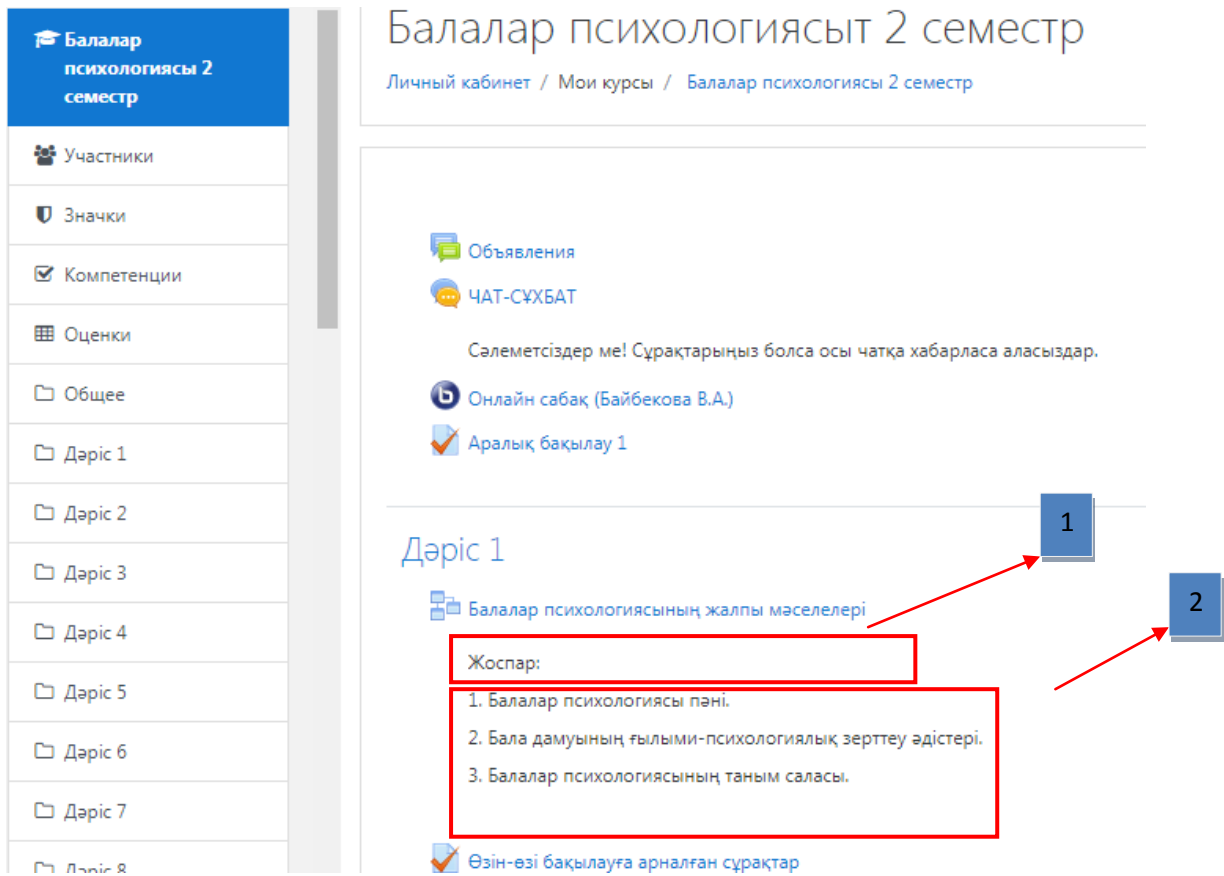 Балалар
психологиясы 2
семестр
Участники
Значки
Компетенции
Оценки
Общее
Дәріс 1
Дәріс 2
Дәріс 3
Дәріс 4
Дәріс 5
Дәріс 6
Дәріс 7
Дәріс 8
Балалар психологиясыт 2 семестр
Личный кабинет / Мои курсы / Балалар психологиясы 2 семестр
Объявления
ЧАТ-СҰХБАТ
Сәлеметсіздер ме! Сұрақтарыңыз болса осы чатқа хабарласа аласыздар.
Онлайн сабақ (Байбекова В.А.)
Аралық бақылау 1
1
Дәріс 1
2
Балалар психологиясының жалпы мәселелері
Жоспар:
1. Балалар психологиясы пәні.
2. Бала дамуының ғылыми-психологиялық зерттеу әдістері.
3. Балалар психологиясының таным саласы.
Өзін-өзі бақылауға арналған сұрақтар